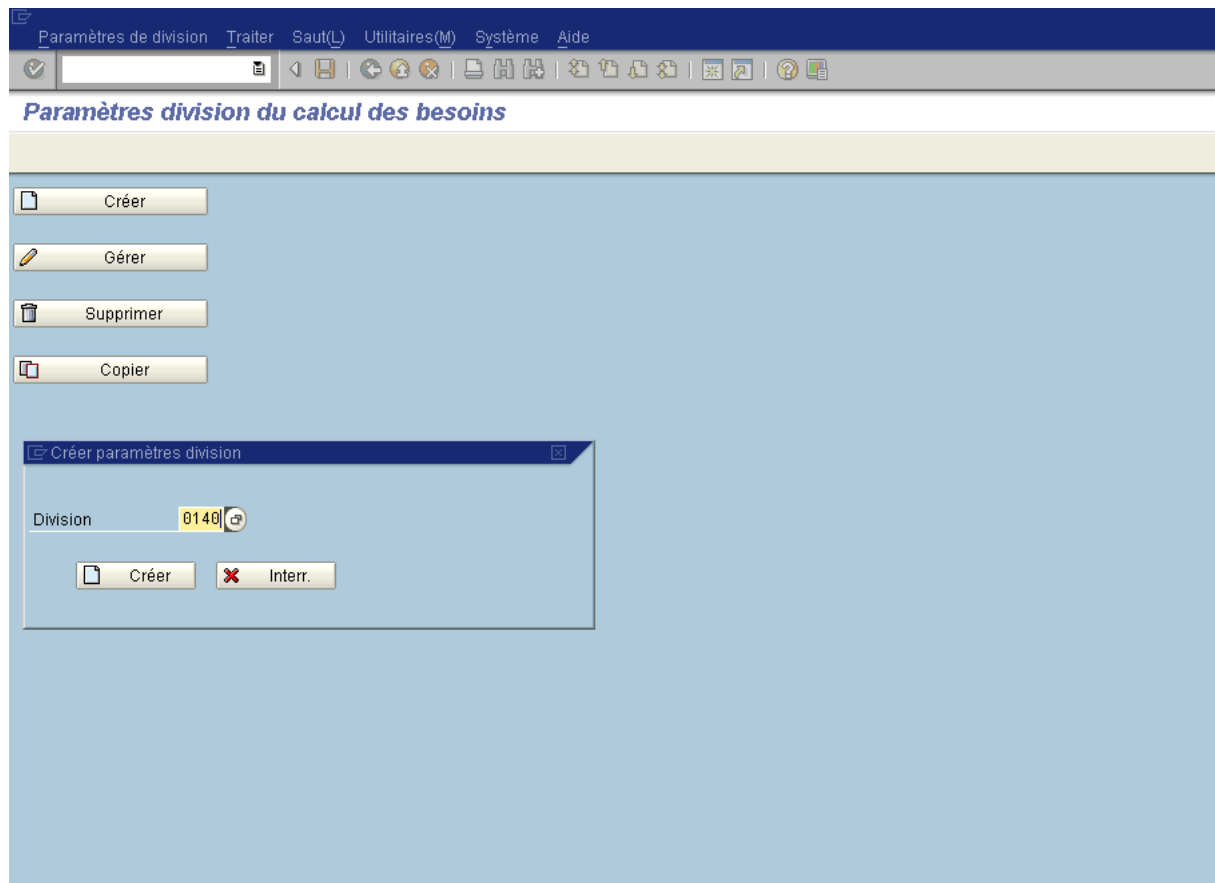 Paramètres de division Traiter Saut(L) Utilitaires(M) Système Aide
Paramètres division du calcul des besoins
Créer
Gérer
Supprimer
Copier
Créer paramètres division
Division 0140
Créer Interr.